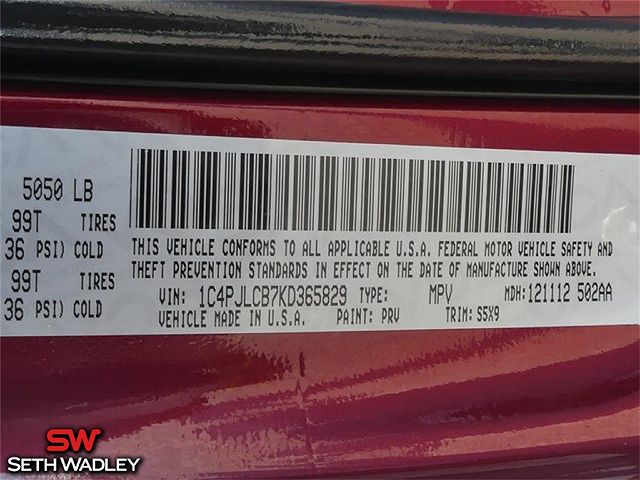 5050 LB
99T TIRES
36 PSI) COLD
99T TIRES
36 PSI) COLD
THIS VEHICLE CONFORMS TO ALL APPLICABLE U.S.A. FEDERAL MOTOR VEHICLE SAFETY AND
THEFT PREVENTION STANDARDS IN EFFECT ON THE DATE OF MANUFACTURE SHOWN ABOVE.
VIN: 1C4PJLCB7KD365829 TYPE: MPV MDH: 121112 502AA
VEHICLE MADE IN U.S.A. PAINT: PRV TRIM: S5X9
SW
SETH WADLEY